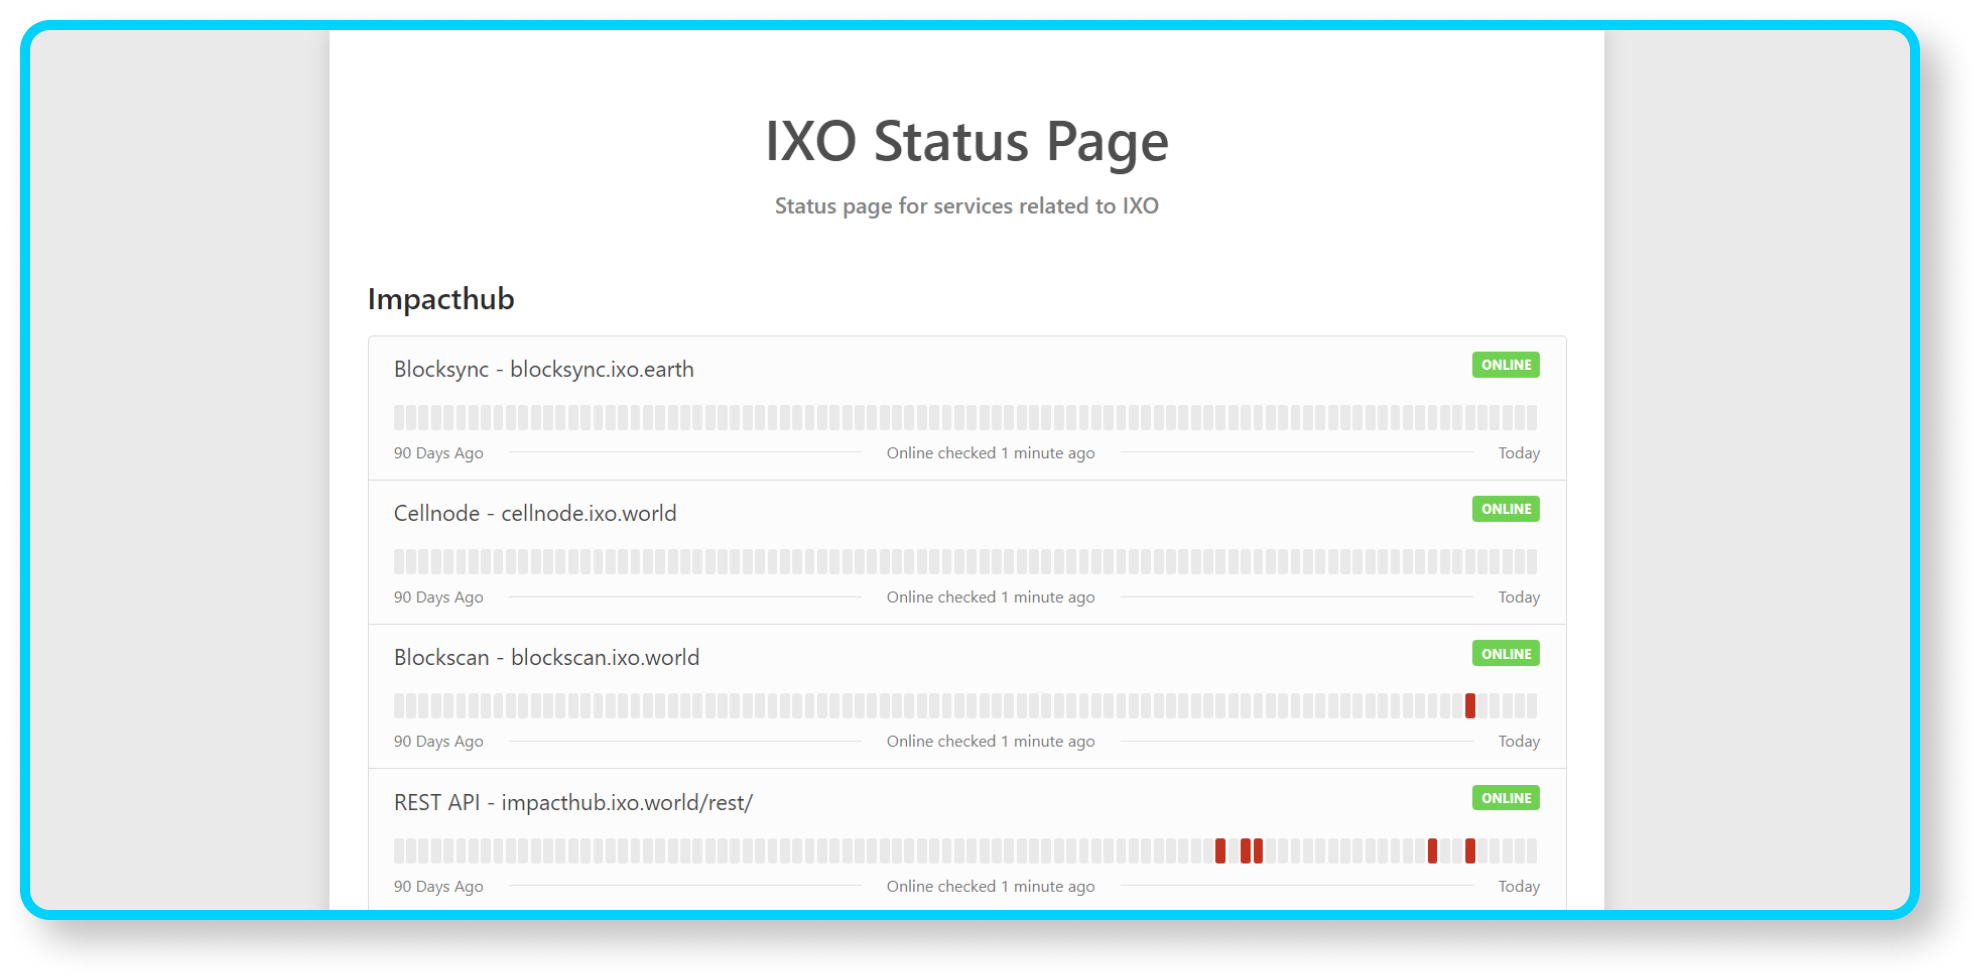 IXO Status Page
Status page for services related to IXO
Impacthub
Blocksync - blocksync.ixo.earth
ONLINE
90 Days Ago
Online checked 1 minute ago
Today
Cellnode - cellnode.ixo.world
ONLINE
90 Days Ago
Online checked 1 minute ago
Today
Blockscan - blockscan.ixo.world
ONLINE
90 Days Ago
Online checked 1 minute ago
Today
REST API - impacthub.ixo.world/rest/
ONLINE
90 Days Ago
Online checked 1 minute ago
Today